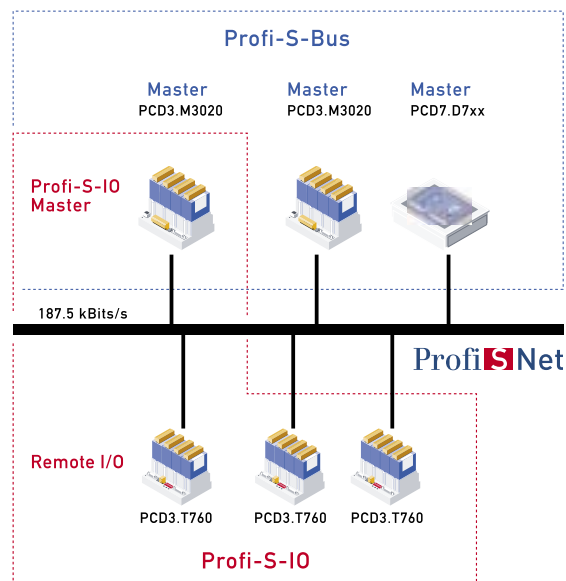 Profi-S-Bus
Master
PCD3.M3020
Master
PCD3.M3020
Master
PCD7.D7xx
Profi-S-IO
Master
187.5 kBits/s
Profi S Net
Remote I/O
PCD3.T760
PCD3.T760
PCD3.T760
Profi-S-IO